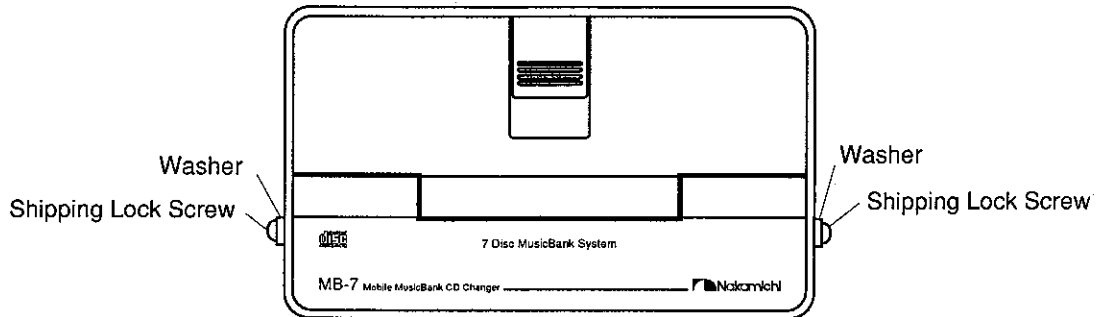 Washer
Shipping Lock Screw
Washer
Shipping Lock Screw
disc
7 Disc MusicBank System
MB-7 Mobile MusicBank CD Changer
Nakamichi